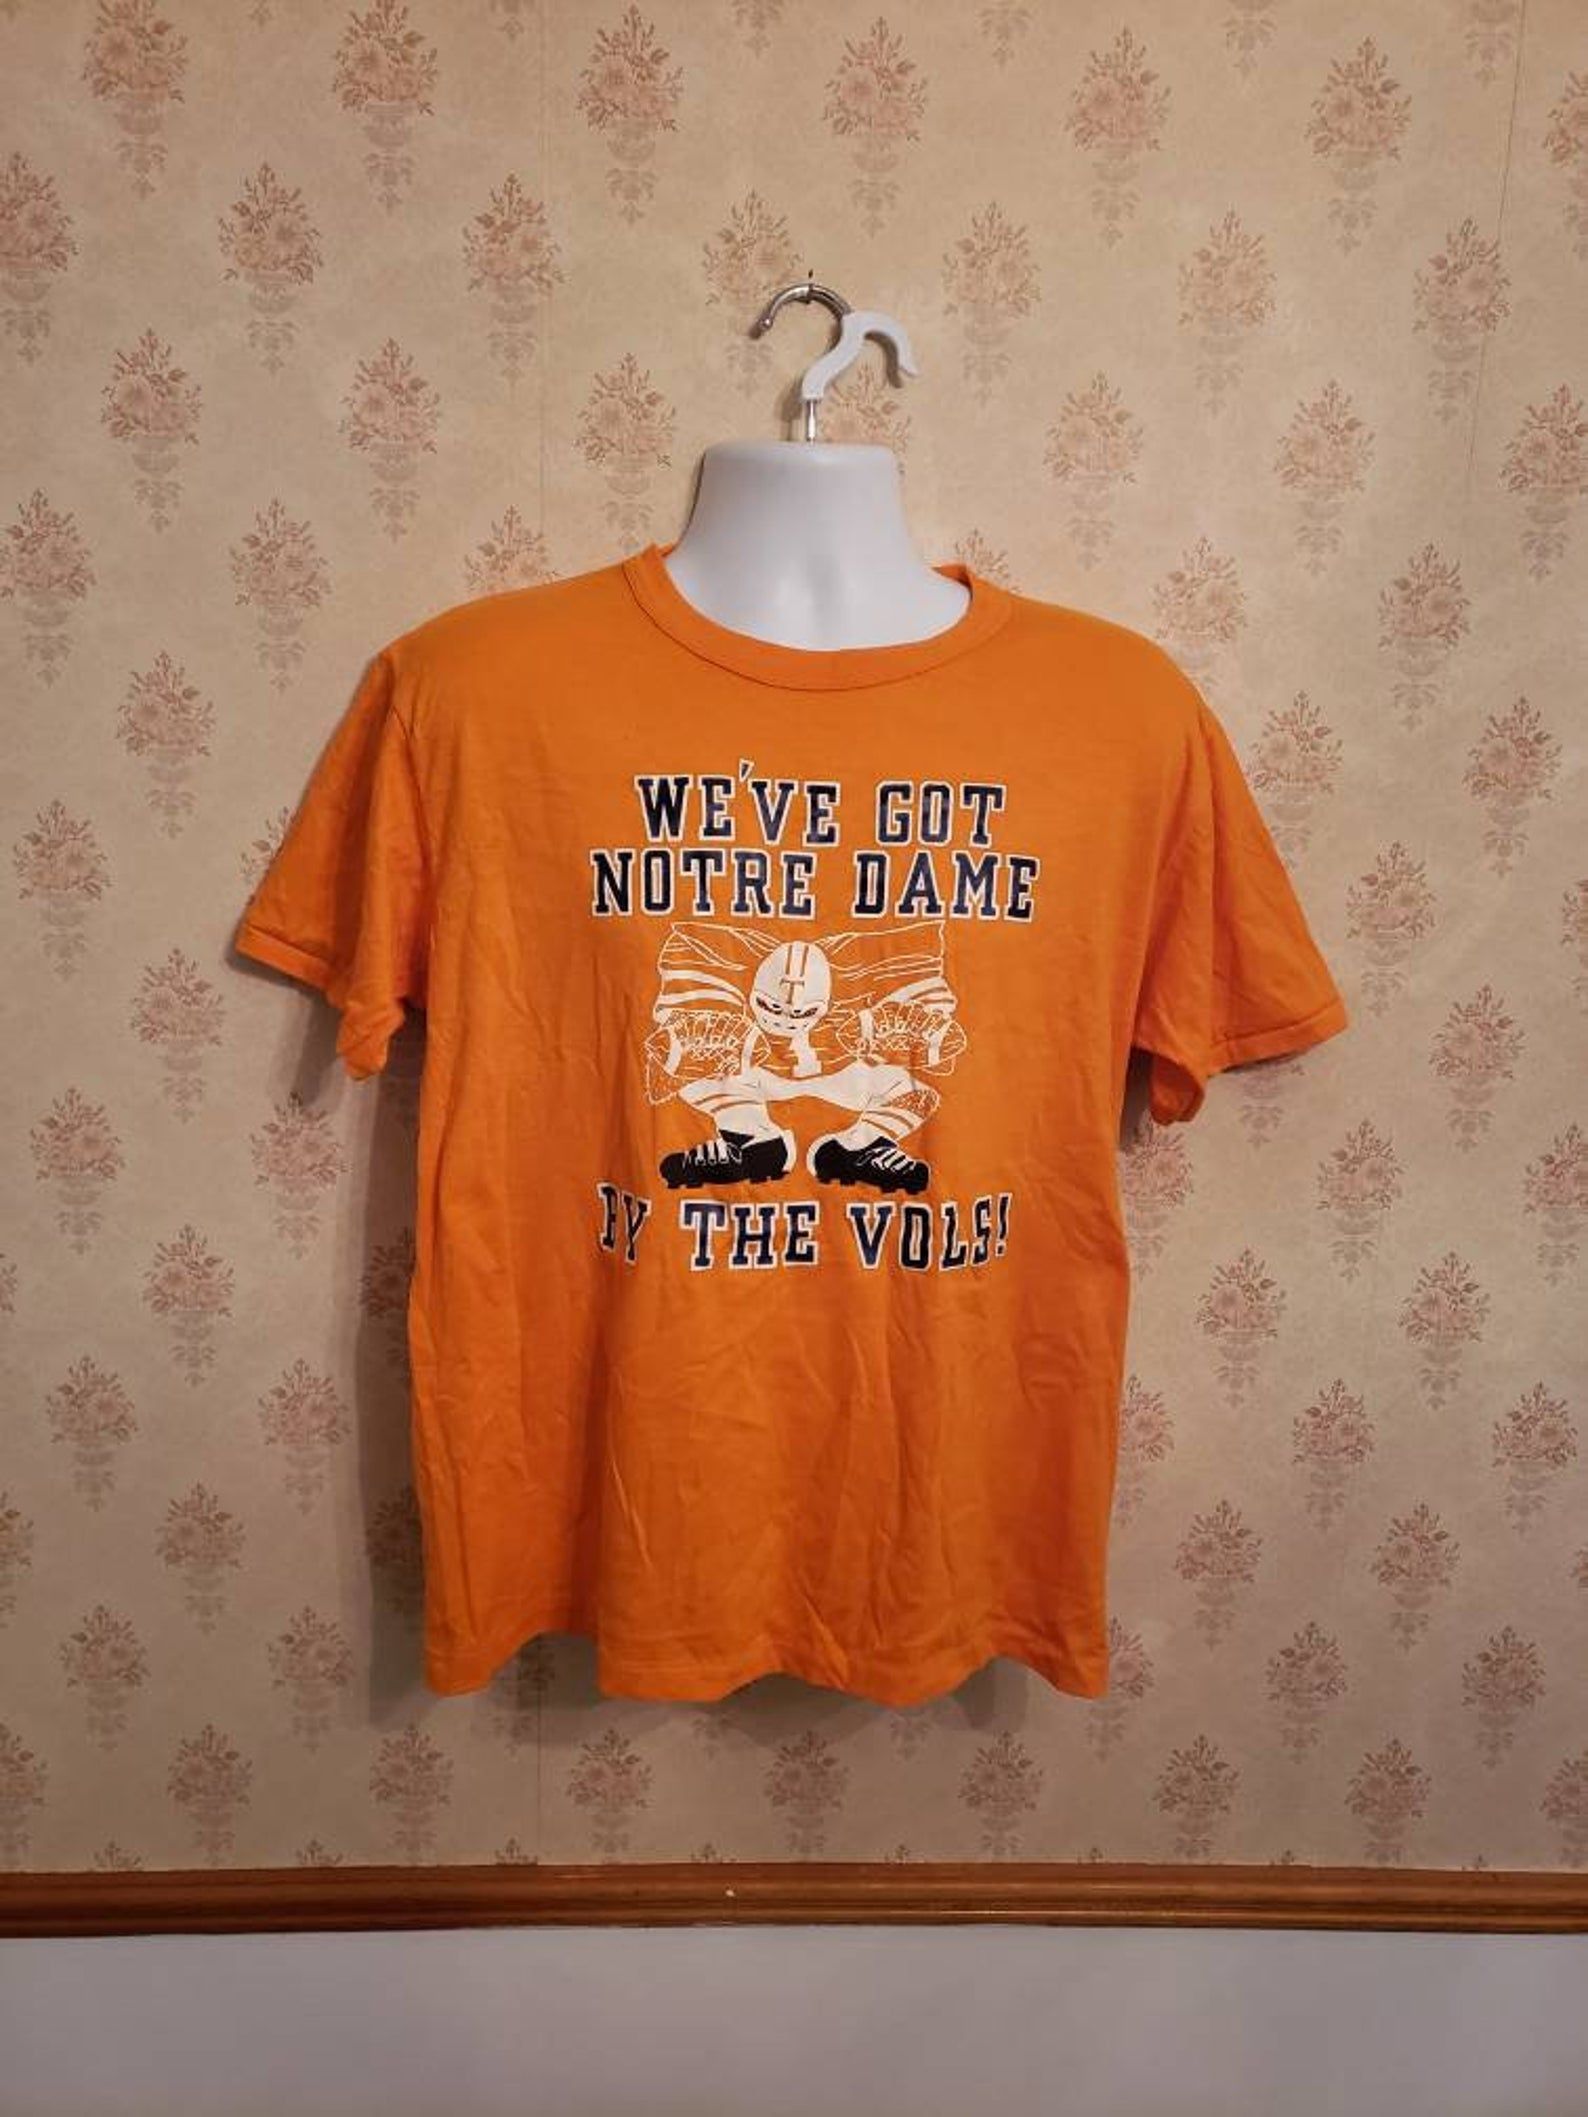 WE'VE GOT
NOTRE DAME
T
BY THE VOLS!